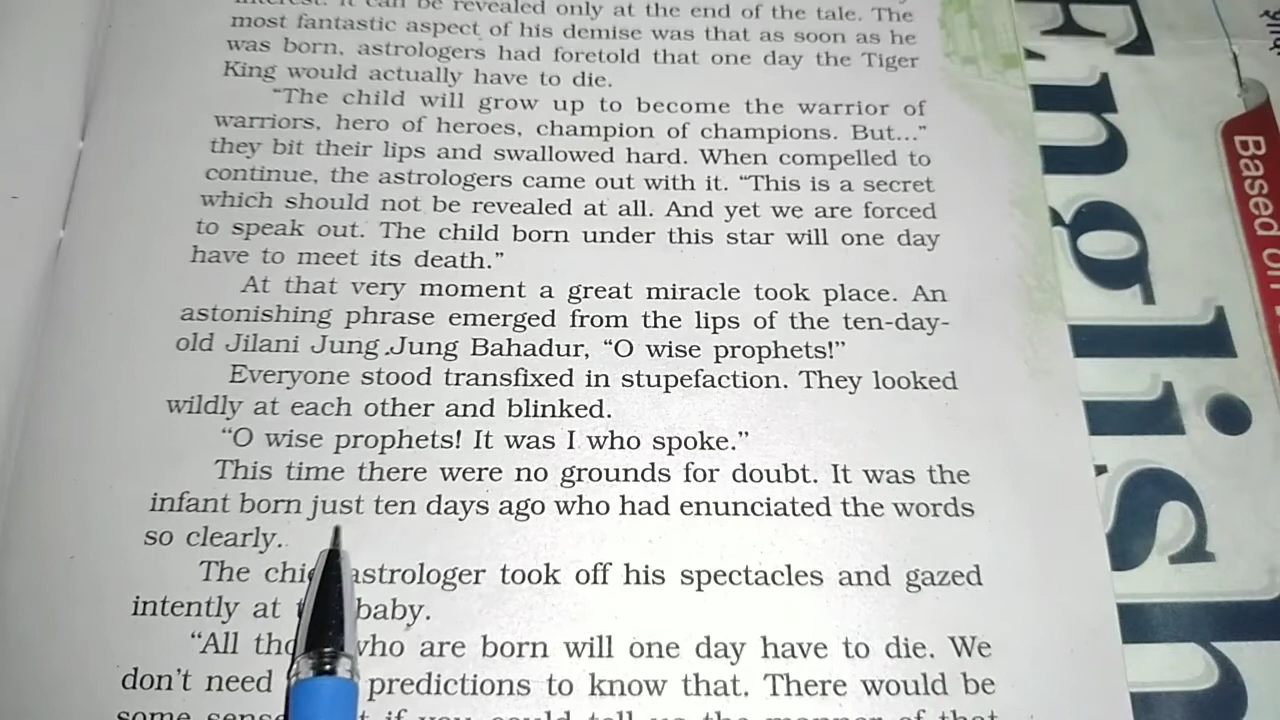 interest. It can be revealed only at the end of the tale. The
most fantastic aspect of his demise was that as soon as he
was born, astrologers had foretold that one day the Tiger
King would actually have to die.
“The child will grow up to become the warrior of
warriors, hero of heroes, champion of champions. But...”
they bit their lips and swallowed hard. When compelled to
continue, the astrologers came out with it. “This is a secret
which should not be revealed at all. And yet we are forced
to speak out. The child born under this star will one day
have to meet its death.”
At that very moment a great miracle took place. An
astonishing phrase emerged from the lips of the ten-day-
old Jilani Jung Jung Bahadur, “O wise prophets!”
Everyone stood transfixed in stupefaction. They looked
wildly at each other and blinked.
“O wise prophets! It was I who spoke.”
This time there were no grounds for doubt. It was the
infant born just ten days ago who had enunciated the words
so clearly.
The astrologer took off his spectacles and gazed
intently at baby.
“All who are born will one day have to die. We
don’t need predictions to know that. There would be
some if you could tell us the manner of that
English
Based on